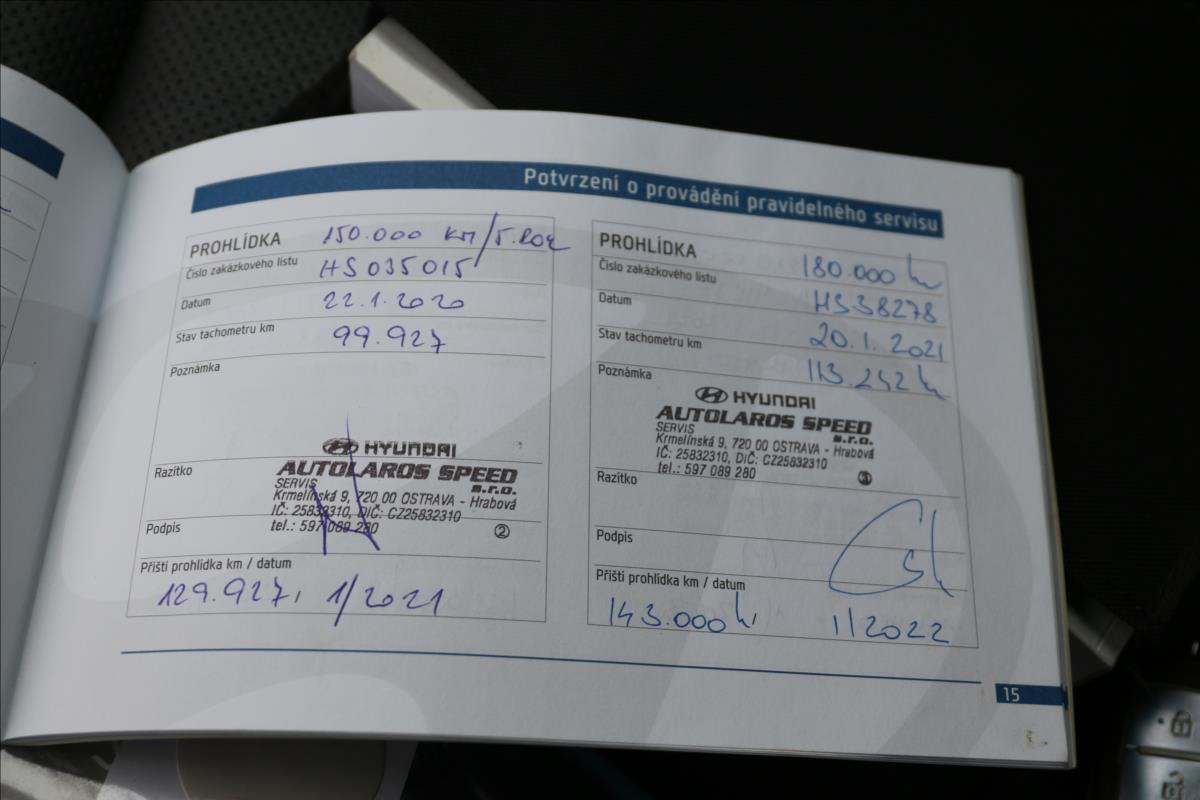 Potvrzení o provádění pravidelného servisu
PROHLÍDKA 150.000 km/5.rok
Číslo zakázkového listu HS035015
Datum 22.1.2020
Stav tachometru km 99.927
Poznámka
HYUNDAI
AUTOLAROS SPEED
s.r.o.
SERVIS
Krmelínská 9, 720 00 OSTRAVA - Hrabová
IČ: 25832310, DIČ: CZ25832310
tel.: 597 089 280
②
Razítko
Podpis
Příští prohlídka km / datum
129.927, 1/2021
PROHLÍDKA 180.000 km
Číslo zakázkového listu HS38278
Datum 20.1.2021
Stav tachometru km 113.242 km
Poznámka
HYUNDAI
AUTOLAROS SPEED
s.r.o.
SERVIS
Krmelínská 9, 720 00 OSTRAVA - Hrabová
IČ: 25832310, DIČ: CZ25832310
tel.: 597 089 280
Razítko
Podpis
Příští prohlídka km / datum
143.000 km 1/2022
15